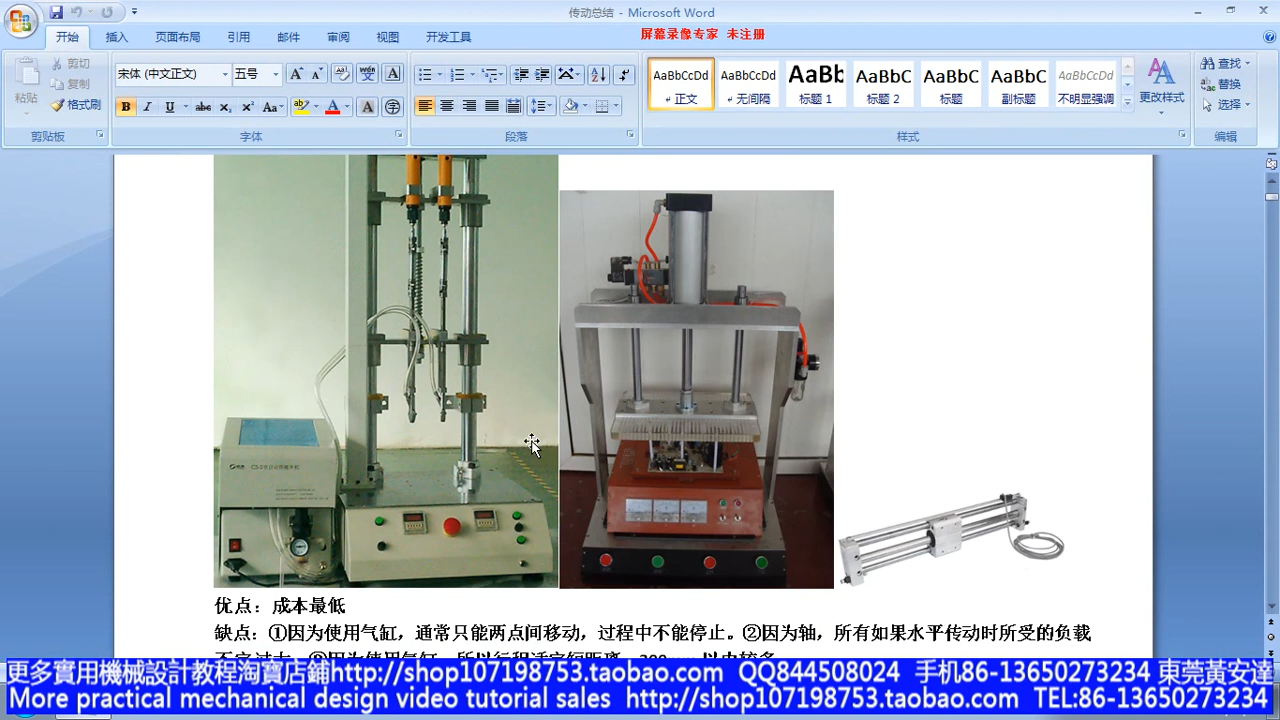 传动总结 - Microsoft Word
开始 插入 页面布局 引用 邮件 审阅 视图 开发工具
屏幕录像专家 未注册
粘贴
剪切
复制
格式刷
剪贴板
宋体 (中文正文) 五号
字体
段落
AaBbCcDd AaBbCcDd AaBb AaBbC AaBbC AaBbC AaBbCcDd
正文 无间隔 标题 1 标题 2 标题 副标题 不明显强调
更改样式
样式
查找
替换
选择
编辑
优点：成本最低
缺点：①因为使用气缸，通常只能两点间移动，过程中不能停止。②因为轴，所有如果水平传动时所受的负载
更多實用機械設計教程淘寶店鋪http://shop107198753.taobao.com QQ844508024 手机86-13650273234 東莞黃安達
More practical mechanical design video tutorial sales http://shop107198753.taobao.com TEL:86-13650273234